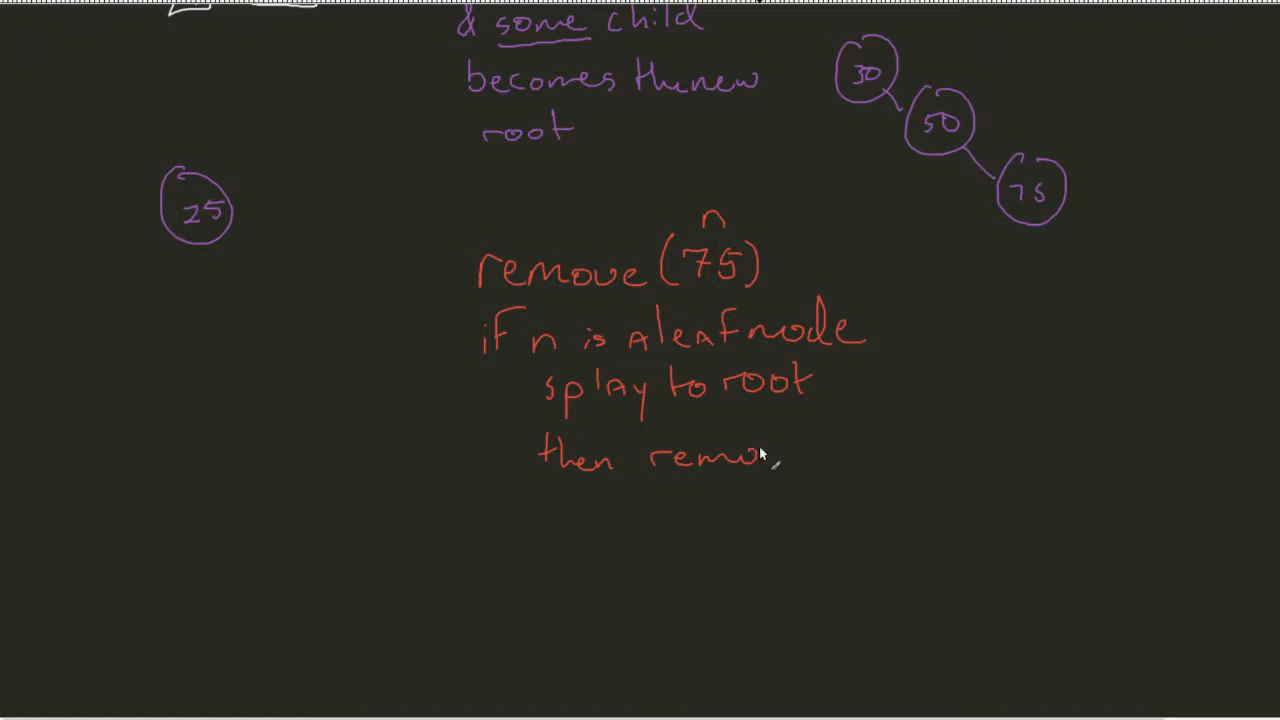 & some child
becomes the new
root
30
50
75
25
n
remove (75)
if n is a leaf node
splay to root
then remo